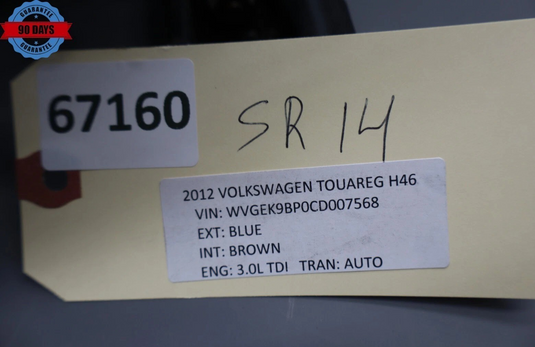 GUARANTEE
90 DAYS
GUARANTEE
67160
SR 14
2012 VOLKSWAGEN TOUAREG H46
VIN: WVGEK9BP0CD007568
EXT: BLUE
INT: BROWN
ENG: 3.0L TDI TRAN: AUTO